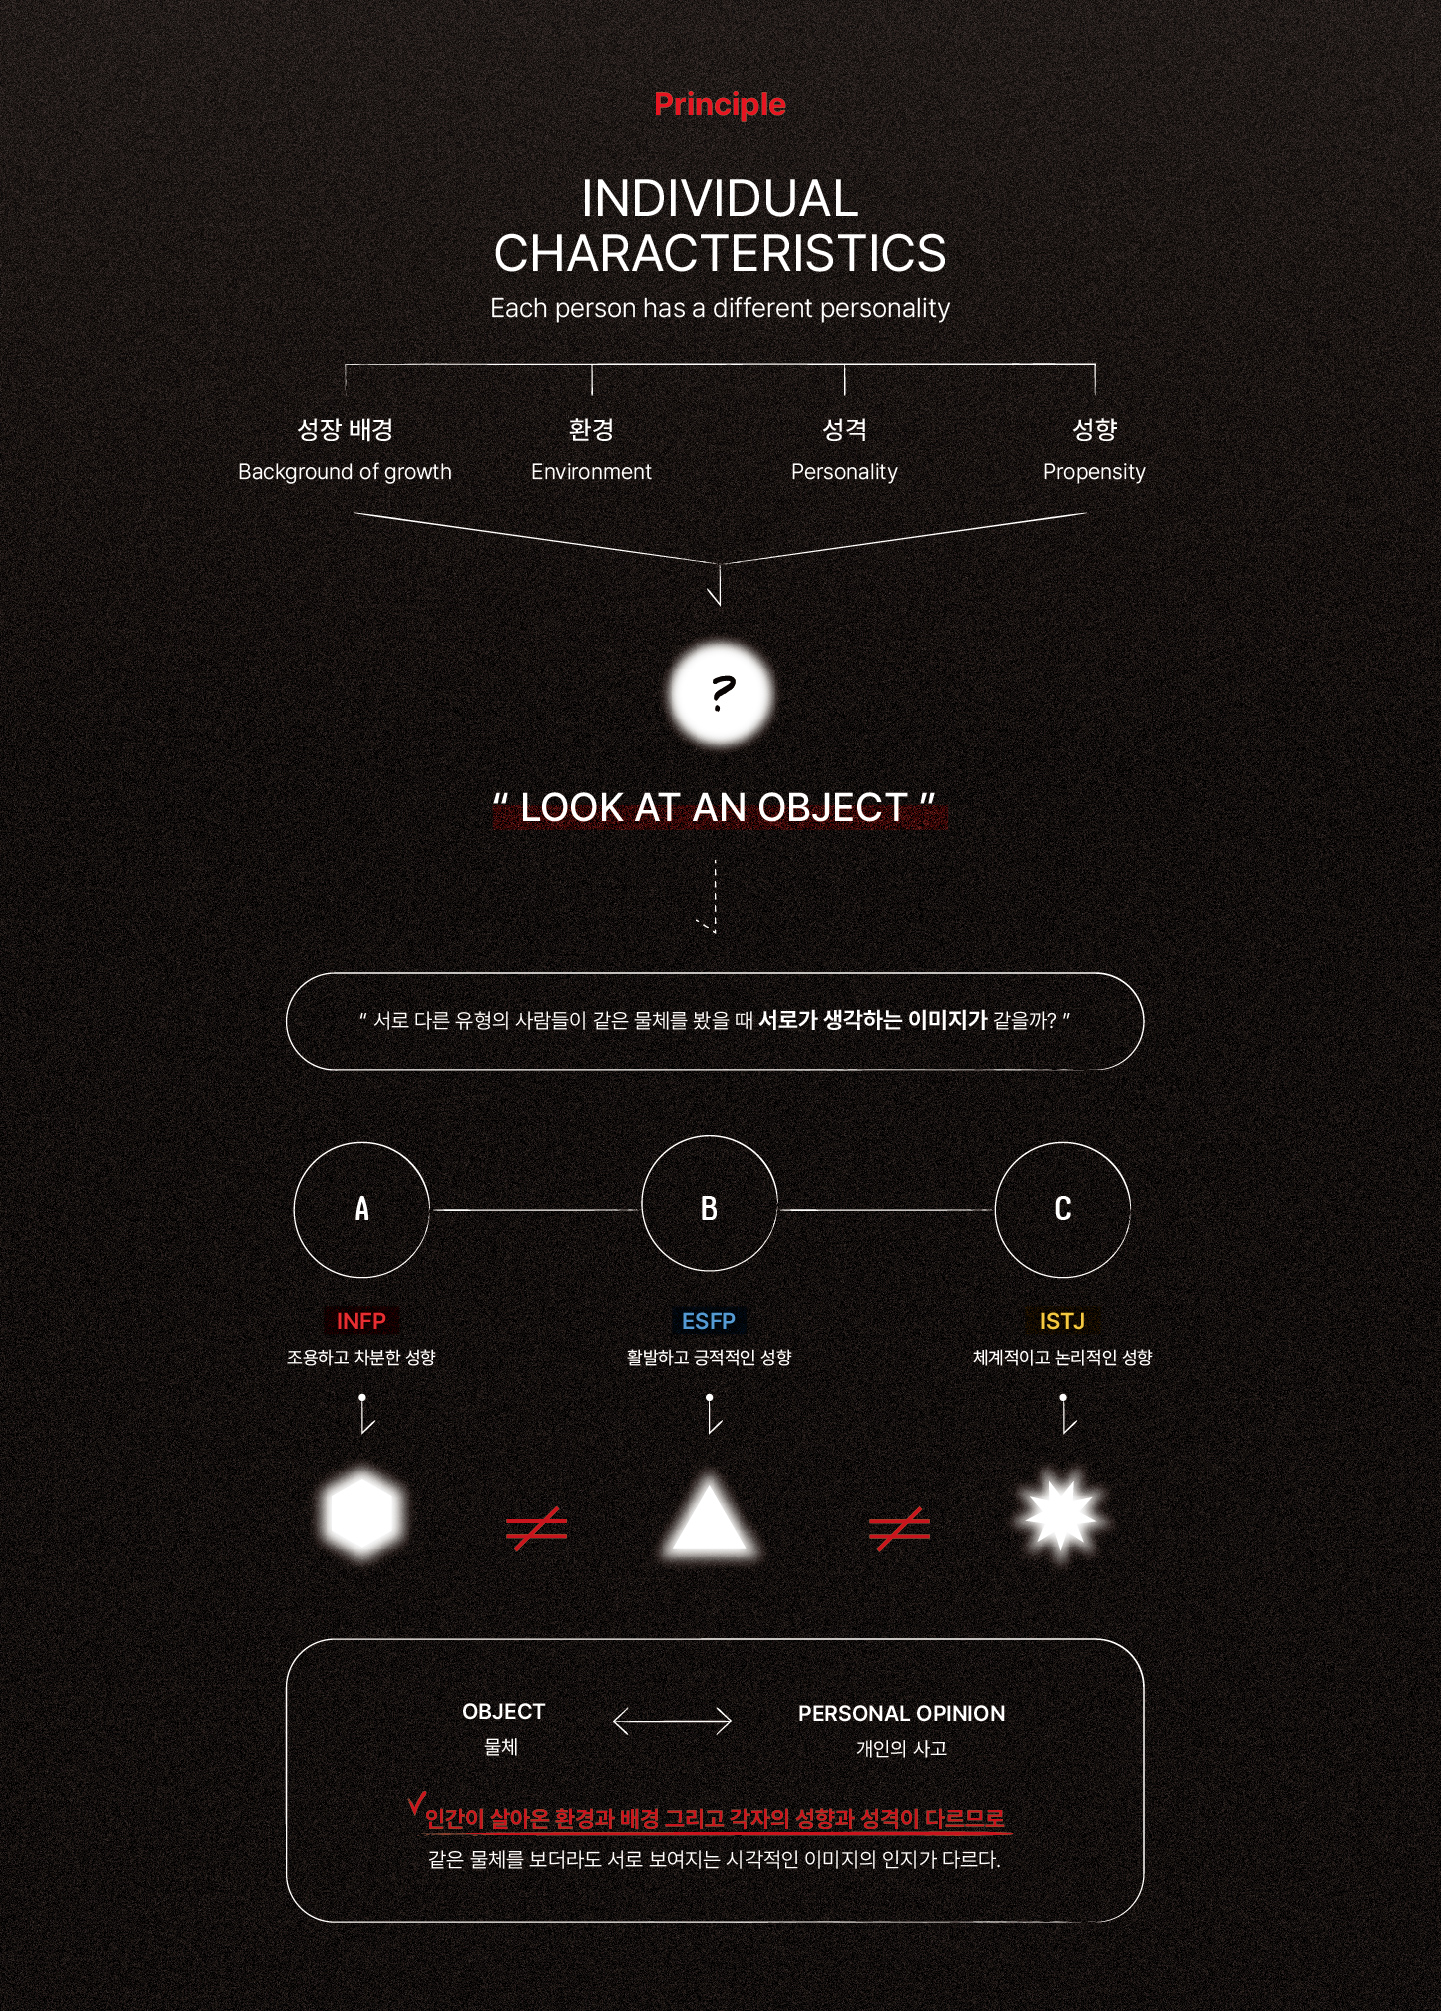 Principle
INDIVIDUAL
CHARACTERISTICS
Each person has a different personality
성장 배경
환경
성격
성향
Background of growth
Environment
Personality
Propensity
?
“ LOOK AT AN OBJECT ”
“ 서로 다른 유형의 사람들이 같은 물체를 봤을 때 서로가 생각하는 이미지가 같을까? ”
A
B
C
INFP
ESFP
ISTJ
조용하고 차분한 성향
활발하고 긍적적인 성향
체계적이고 논리적인 성향
≠
≠
OBJECT
PERSONAL OPINION
물체
개인의 사고
인간이 살아온 환경과 배경 그리고 각자의 성향과 성격이 다르므로
같은 물체를 보더라도 서로 보여지는 시각적인 이미지의 인지가 다르다.